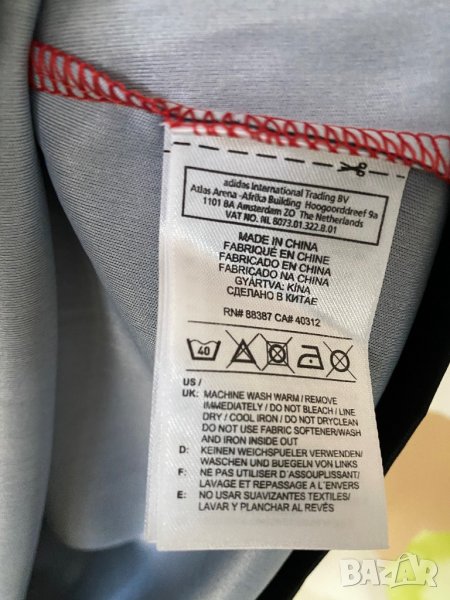 adidas International Trading BV
Atlas Arena -Afrika Building Hoogoorddreef 9a
1101 BA Amsterdam ZO The Netherlands
VAT NO. NL 8073.01.322.B.01
MADE IN CHINA
FABRIQUÉ EN CHINE
FABRICADO EN CHINA
FABRICADO NA CHINA
GYÁRTVA: KÍNA
СДЕЛАНО В КИТАЕ
RN# 88387 CA# 40312
40
US /
UK: MACHINE WASH WARM / REMOVE
IMMEDIATELY / DO NOT BLEACH / LINE
DRY / COOL IRON / DO NOT DRYCLEAN
DO NOT USE FABRIC SOFTENER/WASH
AND IRON INSIDE OUT
D: KEINEN WEICHSPUELER VERWENDEN/
WASCHEN UND BUEGELN VON LINKS
F: NE PAS UTILISER D'ASSOUPLISSANT/
LAVAGE ET REPASSAGE A L'ENVERS
E: NO USAR SUAVIZANTES TEXTILES/
LAVAR Y PLANCHAR AL REVÉS
BAZAR